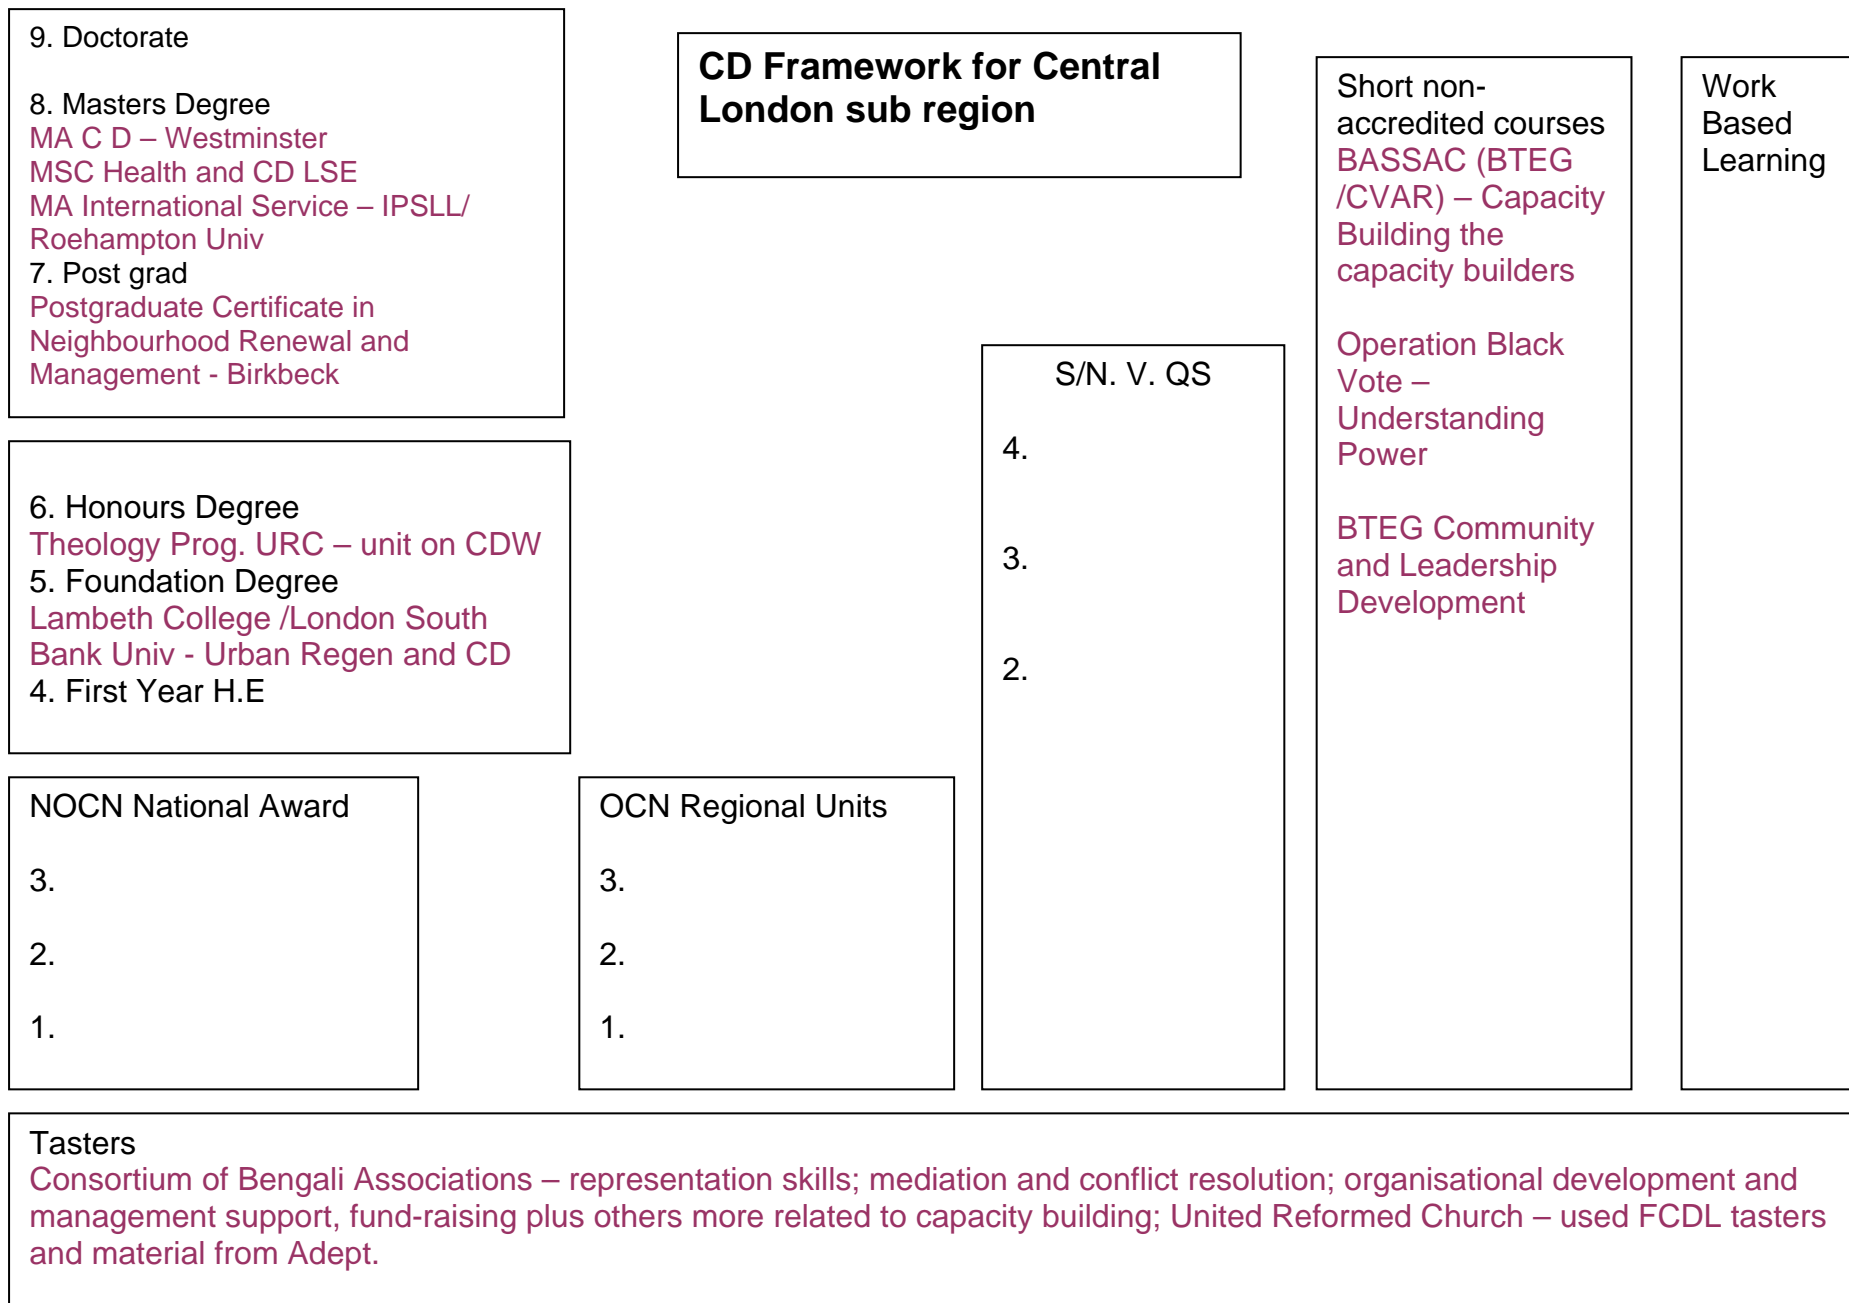 9. Doctorate
8. Masters Degree
MA C D – Westminster
MSC Health and CD LSE
MA International Service – IPSLL/
Roehampton Univ
7. Post grad
Postgraduate Certificate in
Neighbourhood Renewal and
Management - Birkbeck
CD Framework for Central
London sub region
Short non-
accredited courses
BASSAC (BTEG
/CVAR) – Capacity
Building the
capacity builders
Operation Black
Vote –
Understanding
Power
BTEG Community
and Leadership
Development
Work
Based
Learning
6. Honours Degree
Theology Prog. URC – unit on CDW
5. Foundation Degree
Lambeth College /London South
Bank Univ - Urban Regen and CD
4. First Year H.E
S/N. V. QS
4.
3.
2.
NOCN National Award
3.
2.
1.
OCN Regional Units
3.
2.
1.
Tasters
Consortium of Bengali Associations – representation skills; mediation and conflict resolution; organisational development and
management support, fund-raising plus others more related to capacity building; United Reformed Church – used FCDL tasters
and material from Adept.